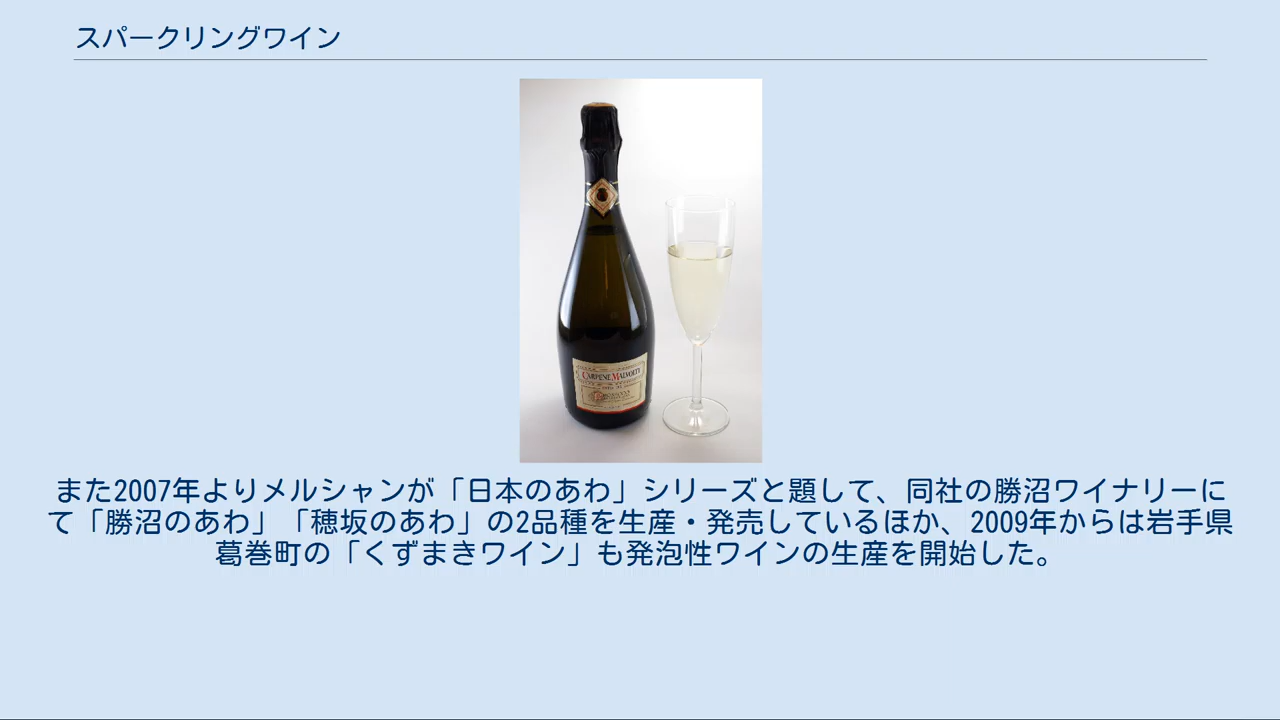 スパークリングワイン
CARPENÈ MALVOLTI
また2007年よりメルシャンが「日本のあわ」シリーズと題して、同社の勝沼ワイナリーに
て「勝沼のあわ」「穂坂のあわ」の2品種を生産・発売しているほか、2009年からは岩手県
葛巻町の「くずまきワイン」も発泡性ワインの生産を開始した。